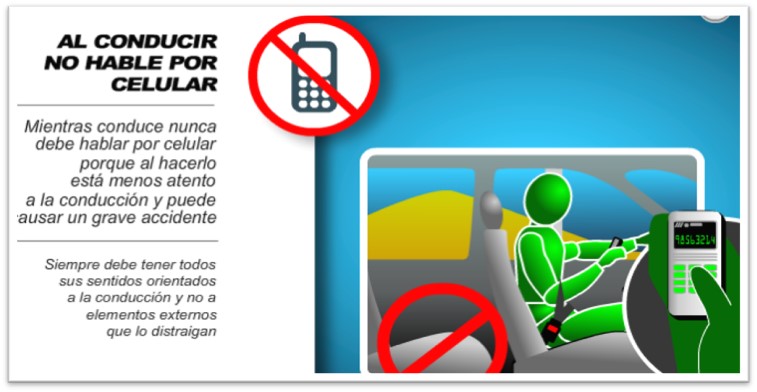 AL CONDUCIR
NO HABLE POR
CELULAR
Mientras conduce nunca
debe hablar por celular
porque al hacerlo
está menos atento
a la conducción y puede
ausar un grave accidente
Siempre debe tener todos
sus sentidos orientados
a la conducción y no a
elementos externos
que lo distraigan